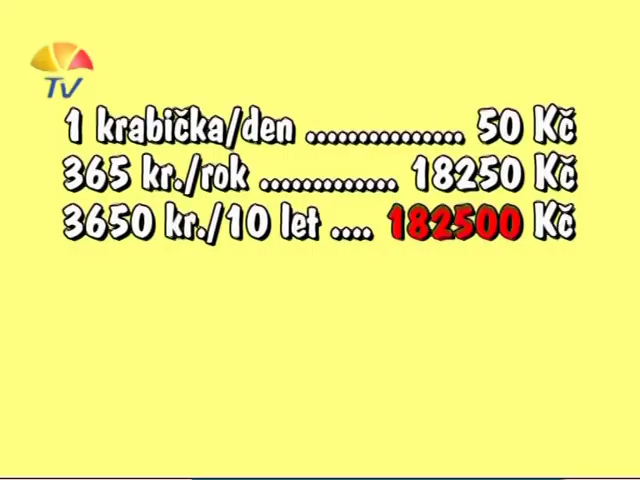 TV
1 krabička/den ............... 50 Kč
365 kr./rok ............. 18250 Kč
3650 kr./10 let .... 182500 Kč